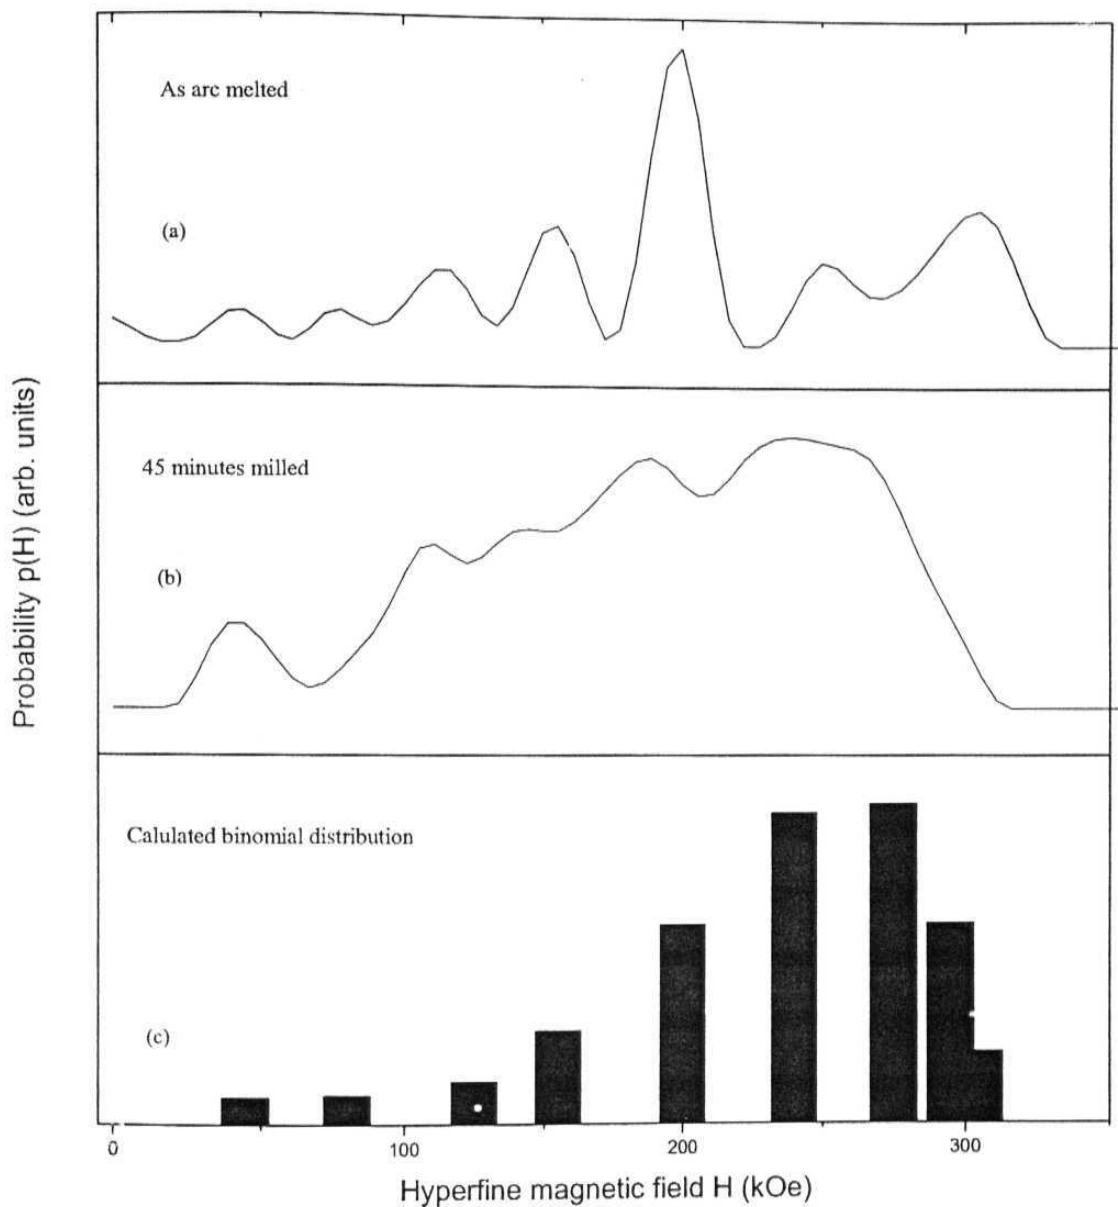 As arc melted
(a)
45 minutes milled
(b)
Calulated binomial distribution
(c)
Probability p(H) (arb. units)
0
100
200
300
Hyperfine magnetic field H (kOe)